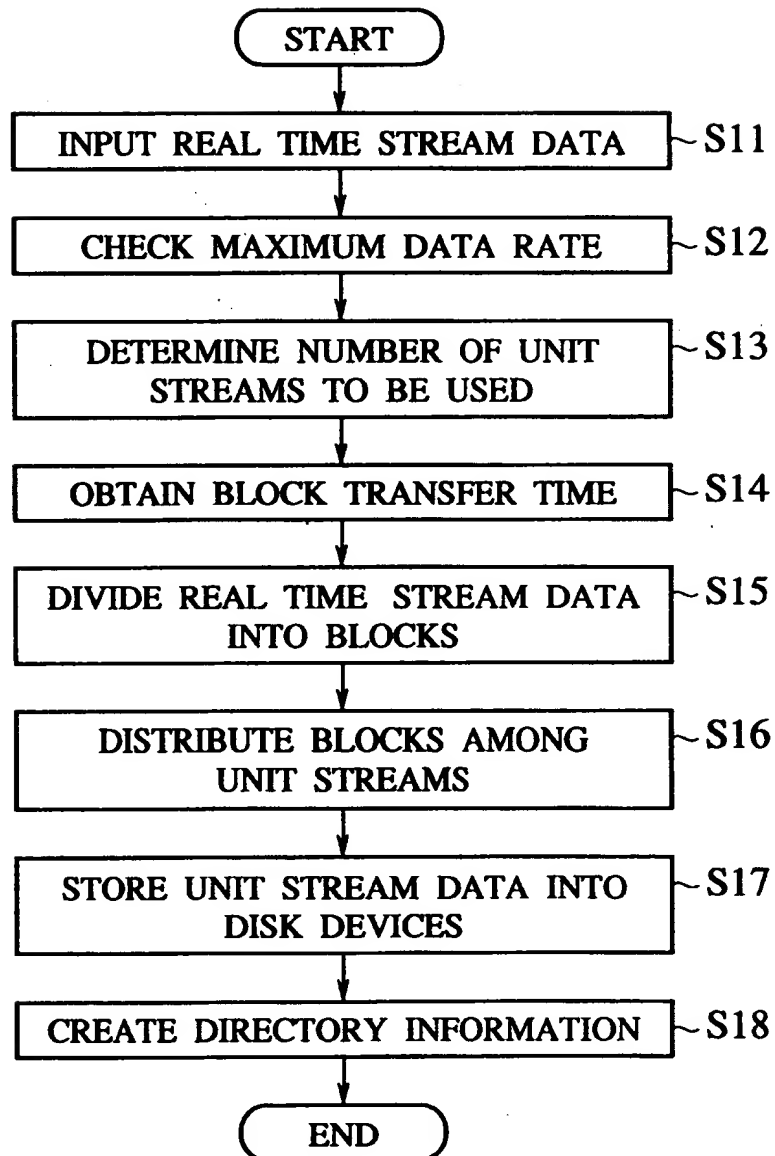 START
INPUT REAL TIME STREAM DATA ~S11
CHECK MAXIMUM DATA RATE ~S12
DETERMINE NUMBER OF UNIT ~S13
STREAMS TO BE USED
OBTAIN BLOCK TRANSFER TIME ~S14
DIVIDE REAL TIME STREAM DATA ~S15
INTO BLOCKS
DISTRIBUTE BLOCKS AMONG ~S16
UNIT STREAMS
STORE UNIT STREAM DATA INTO ~S17
DISK DEVICES
CREATE DIRECTORY INFORMATION ~S18
END